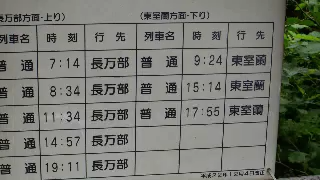 長万部方面・上り) (東室蘭方面・下り)
列車名 時刻 行先 列車名 時刻 行先
普通 7:14 長万部 普通 9:24 東室蘭
普通 8:34 長万部 普通 15:14 東室蘭
普通 11:34 長万部 普通 17:55 東室蘭
普通 14:57 長万部
普通 19:11 長万部